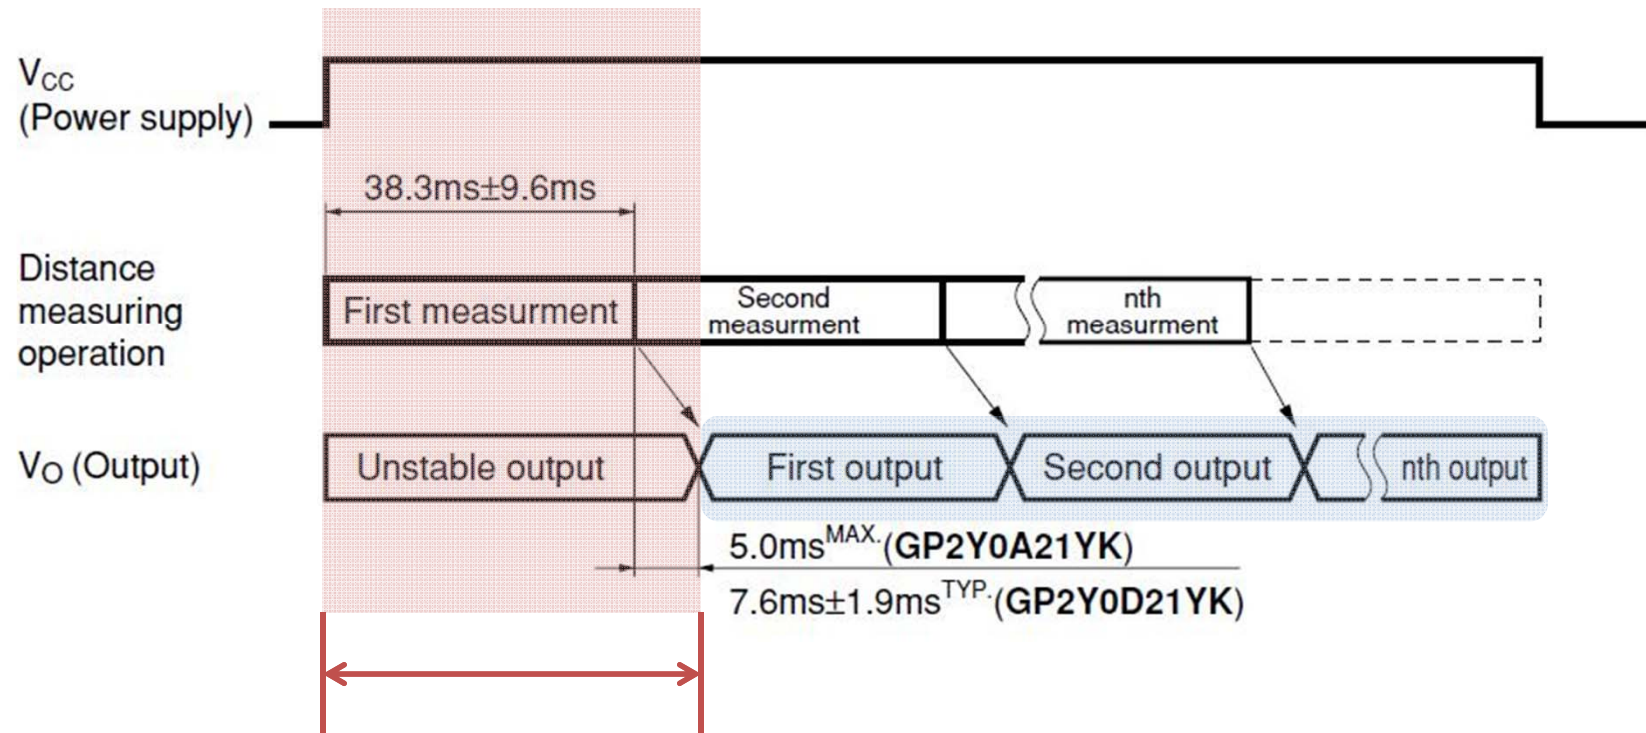 VCC
(Power supply)
38.3ms±9.6ms
Distance
measuring
operation
First measurment
Second
measurment
nth
measurment
VO (Output)
Unstable output
First output
Second output
nth output
5.0msMAX.(GP2Y0A21YK)
7.6ms±1.9msTYP.(GP2Y0D21YK)